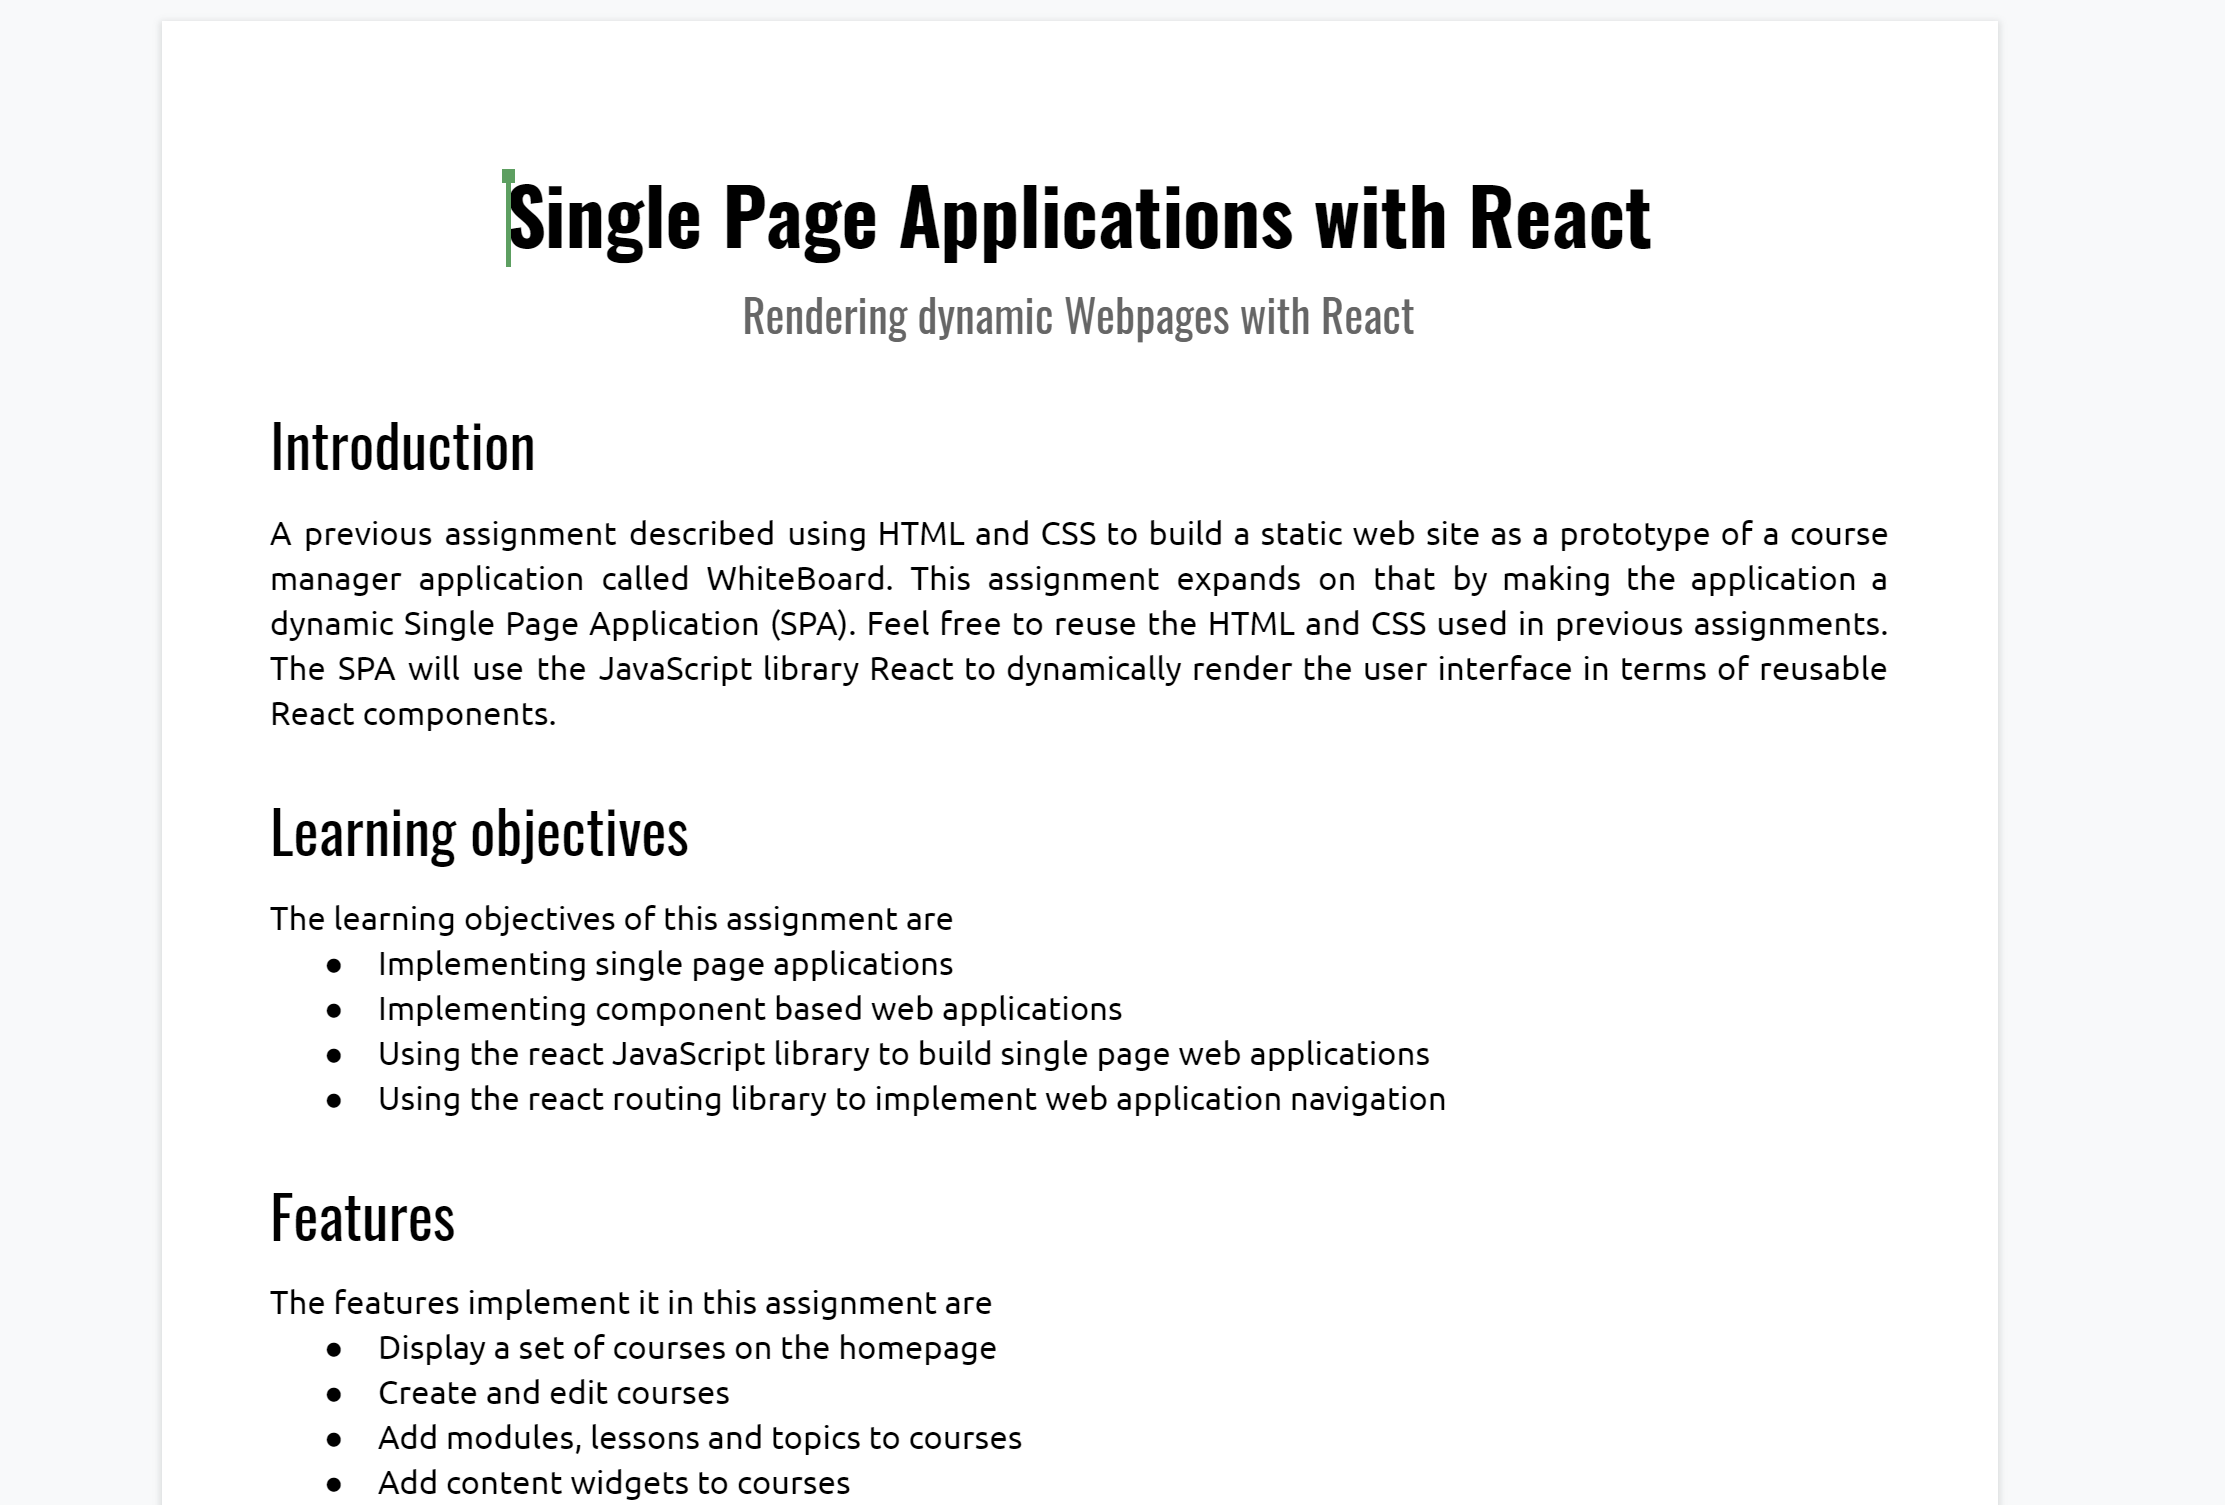 Single Page Applications with React
Rendering dynamic Webpages with React
Introduction
A previous assignment described using HTML and CSS to build a static web site as a prototype of a course
manager application called WhiteBoard. This assignment expands on that by making the application a
dynamic Single Page Application (SPA). Feel free to reuse the HTML and CSS used in previous assignments.
The SPA will use the JavaScript library React to dynamically render the user interface in terms of reusable
React components.
Learning objectives
The learning objectives of this assignment are
● Implementing single page applications
● Implementing component based web applications
● Using the react JavaScript library to build single page web applications
● Using the react routing library to implement web application navigation
Features
The features implement it in this assignment are
● Display a set of courses on the homepage
● Create and edit courses
● Add modules, lessons and topics to courses
● Add content widgets to courses